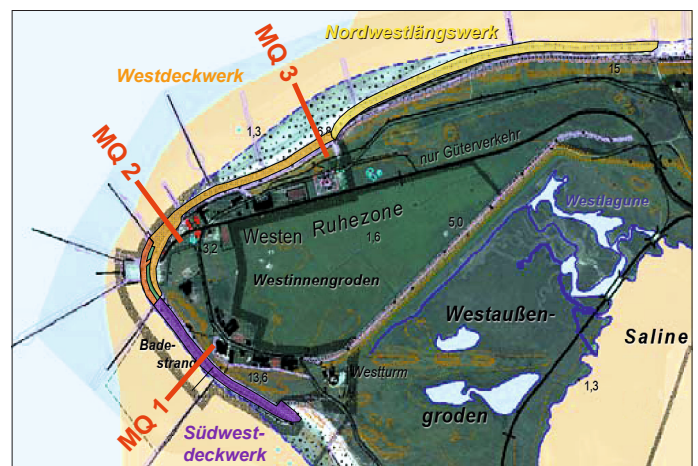 Nordwestlängswerk
MQ 3
Westdeckwerk
15
1,3
6,8
MQ 2
nur Güterverkehr
Westlagune
Ruhezone
Westen
5,0
3,2
1,6
Westinnengroden
Westaußen-
Saline
Bade-
strand
Westturm
1,3
13,6
MQ 1
groden
Südwest-
deckwerk